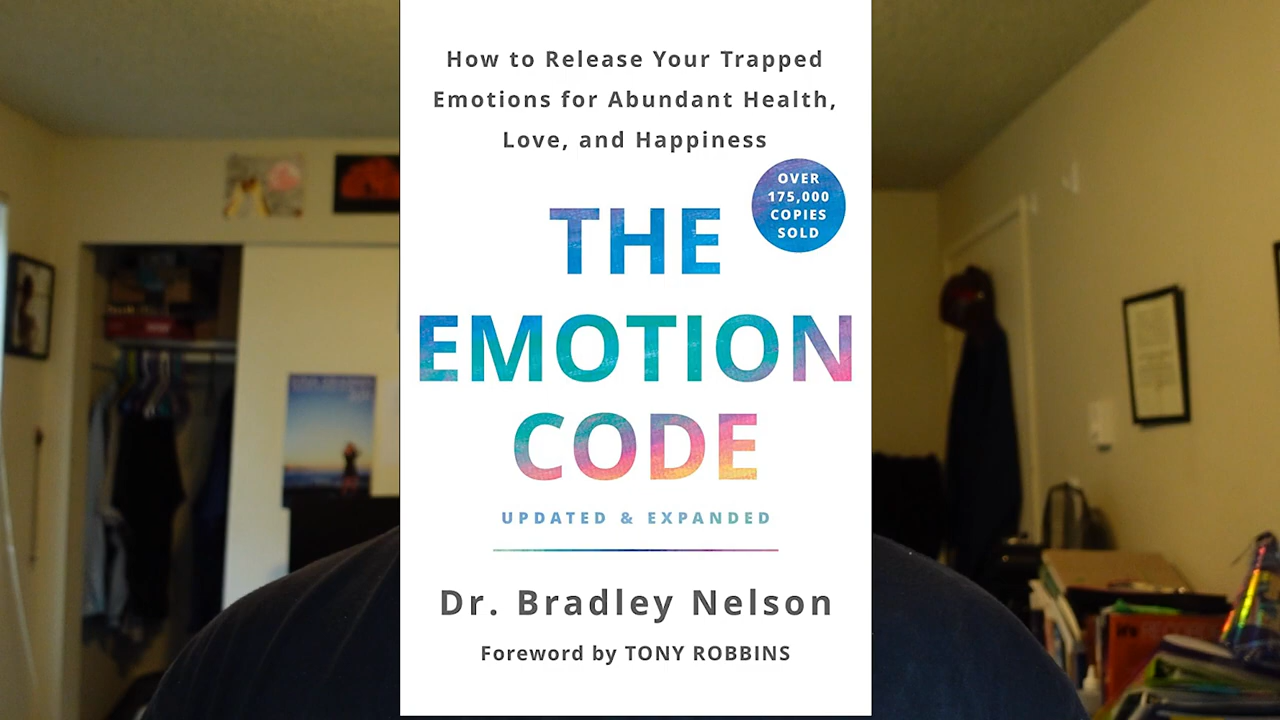 How to Release Your Trapped
Emotions for Abundant Health,
Love, and Happiness
OVER
175,000
COPIES
SOLD
THE
EMOTION
CODE
UPDATED & EXPANDED
Dr. Bradley Nelson
Foreword by TONY ROBBINS